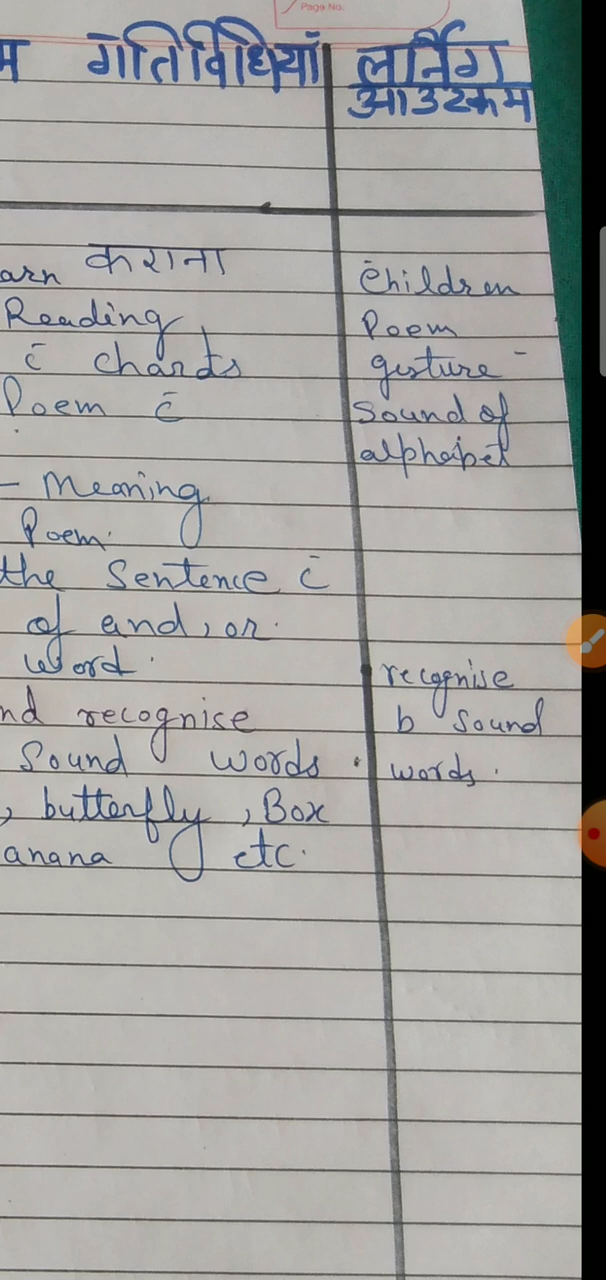 Page No.
म गतिविधियाँ
arn कराना
Reading
c̄ charts
Poem c̄
- Meaning
Poem.
the Sentence c̄
of and, or.
word.
nd recognise
Sound words.
, butterfly, Box
anana etc.
लर्निंग
आउटकम
Children
Poem
gesture -
Sound of
alphabet
recognise
b sound
words.